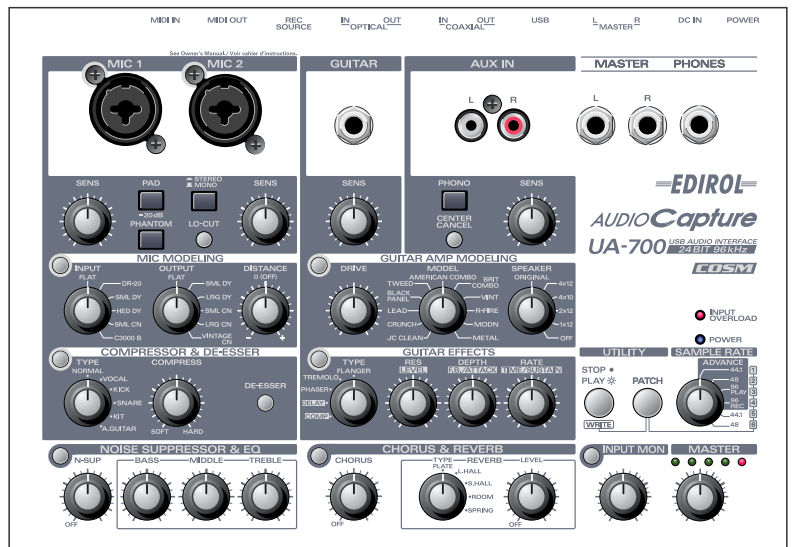 MIDI IN MIDI OUT REC SOURCE IN OPTICAL OUT IN COAXIAL OUT USB L MASTER R DC IN POWER
See Owner's Manual. / Voir cahier d'instructions.
MIC 1 MIC 2 GUITAR AUX IN MASTER PHONES
L R L R
SENS PAD STEREO MONO SENS SENS PHONO SENS
-20dB
PHANTOM LO-CUT CENTER CANCEL
EDIROL
AUDIO Capture
UA-700 USB AUDIO INTERFACE
24BIT 96kHz
COSM
MIC MODELING
INPUT OUTPUT DISTANCE
FLAT FLAT 0 (OFF)
DR-20 SML DY
SML DY LRG DY
HED DY SML CN
SML CN LRG CN
C3000 B VINTAGE CN
- +
GUITAR AMP MODELING
DRIVE MODEL SPEAKER
AMERICAN COMBO ORIGINAL
TWEED BRIT COMBO 4x12
BLACK PANEL VINT 4x10
LEAD R-FIRE 2x12
CRUNCH MODN 1x12
JC CLEAN METAL OFF
INPUT OVERLOAD
POWER
COMPRESSOR & DE-ESSER
TYPE COMPRESS
NORMAL
VOCAL
KICK
SNARE
KIT
A.GUITAR
SOFT HARD
DE-ESSER
GUITAR EFFECTS
TYPE RES DEPTH RATE
FLANGER LEVEL F.B./ATTACK TIME/SUSTAIN
TREMOLO
PHASER
DELAY
COMP
UTILITY SAMPLE RATE
STOP ●
PLAY PATCH
WRITE
ADVANCE
44.1 1
48 2
96 PLAY 3
96 REC 4
44.1 5
48 6
NOISE SUPPRESSOR & EQ
N-SUP BASS MIDDLE TREBLE
OFF
CHORUS & REVERB
CHORUS TYPE REVERB LEVEL
PLATE
L.HALL
S.HALL
ROOM
SPRING
OFF OFF
INPUT MON MASTER